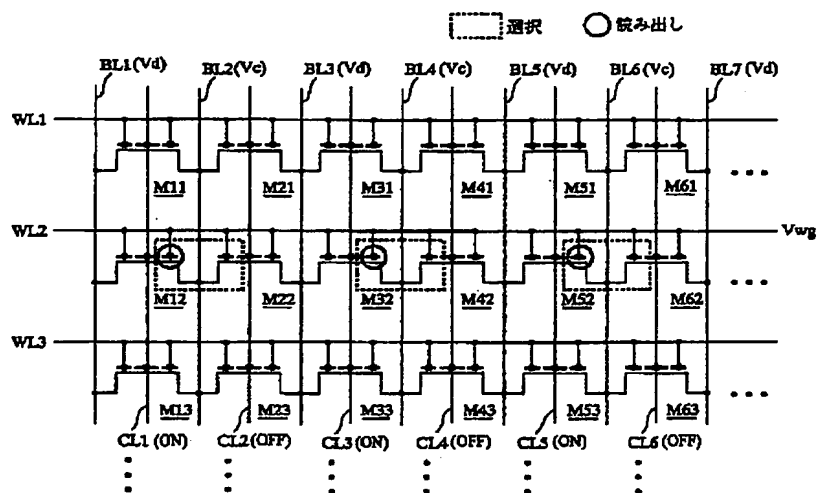 選択 読み出し
BL1(Vd) BL2(Vc) BL3(Vd) BL4(Vc) BL5(Vd) BL6(Vc) BL7(Vd)
WL1
M11 M21 M31 M41 M51 M61
WL2 Vwg
M12 M22 M32 M42 M52 M62
WL3
M13 M23 M33 M43 M53 M63
CL1(ON) CL2(OFF) CL3(ON) CL4(OFF) CL5(ON) CL6(OFF)